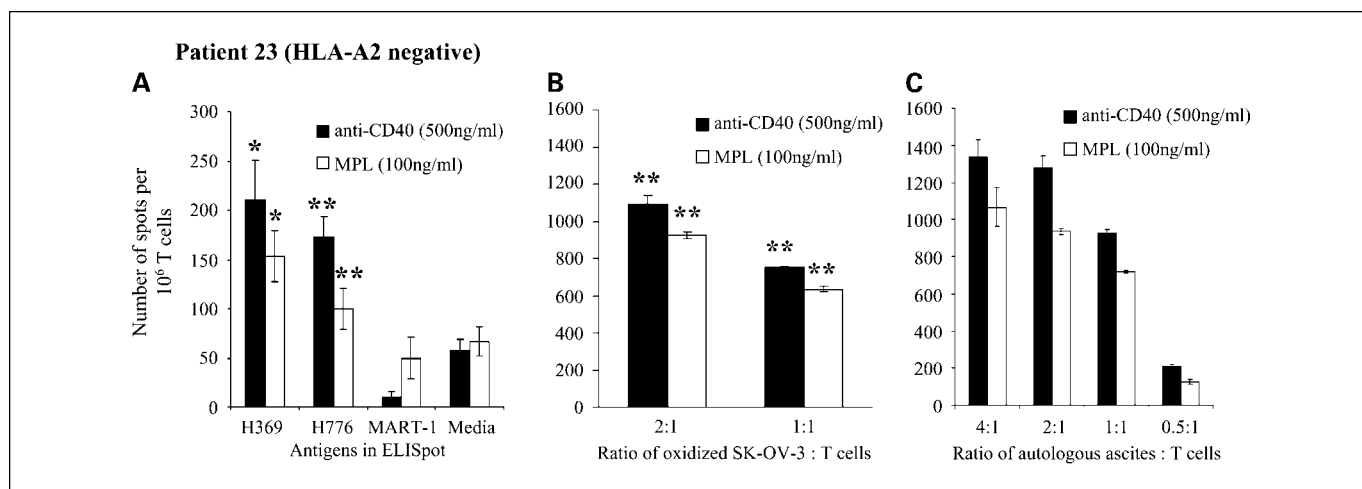 Patient 23 (HLA-A2 negative)
A
300
250
200
150
100
50
0
Number of spots per
10⁶ T cells
anti-CD40 (500ng/ml)
MPL (100ng/ml)
*
*
**
**
H369 H776 MART-1 Media
Antigens in ELISpot
B
1600
1400
1200
1000
800
600
400
200
0
anti-CD40 (500ng/ml)
MPL (100ng/ml)
**
**
**
**
2:1 1:1
Ratio of oxidized SK-OV-3 : T cells
C
1600
1400
1200
1000
800
600
400
200
0
anti-CD40 (500ng/ml)
MPL (100ng/ml)
4:1 2:1 1:1 0.5:1
Ratio of autologous ascites : T cells